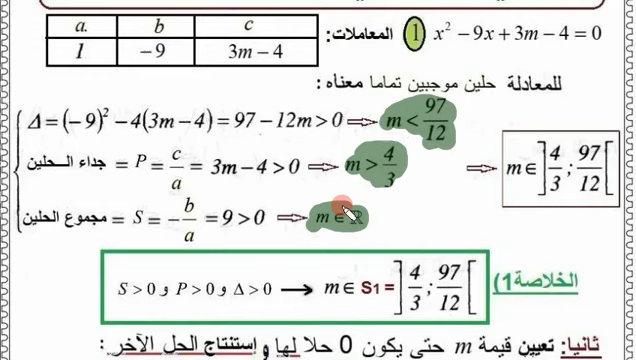 a. b c
1 −9 3m − 4
المعاملات: 1 x² − 9x + 3m − 4 = 0
للمعادلة حلين موجبين تماما معناه :
Δ = (−9)² − 4(3m − 4) = 97 − 12m > 0 ⇒ m < 97/12
جداء الحلين = P = c/a = 3m − 4 > 0 ⇒ m > 4/3 ⇒ m ∈ ]4/3 ; 97/12[
مجموع الحلين = S = −b/a = 9 > 0 ⇒ m ∈ ℝ
الخلاصة1) S > 0 و P > 0 و Δ > 0 → m ∈ S1 = ]4/3 ; 97/12[
ثانيا: تعيين قيمة m حتى يكون 0 حلا لها و إستنتاج الحل الآخر :